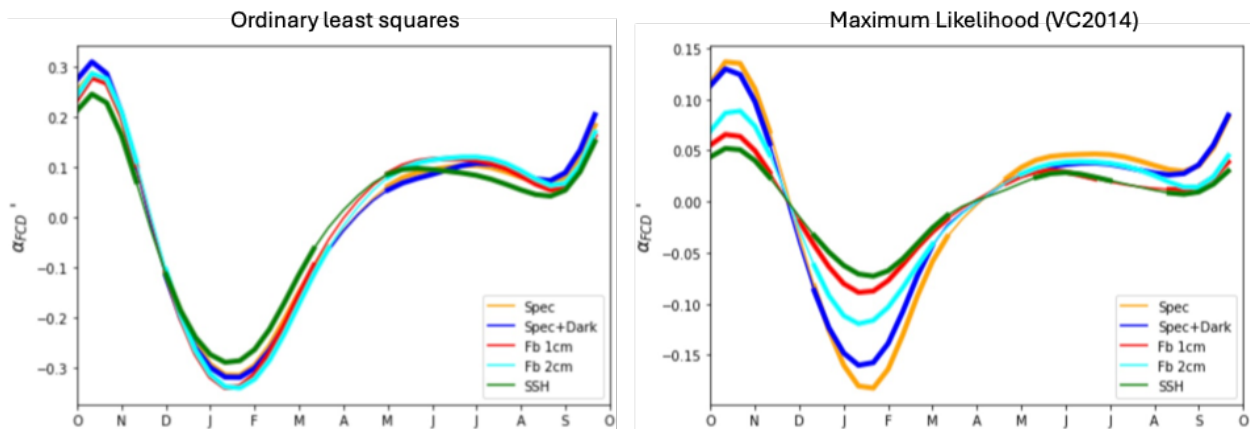 Ordinary least squares
0.3
0.2
0.1
0.0
−0.1
−0.2
−0.3
α_FCD '
O N D J F M A M J J A S O
Spec
Spec+Dark
Fb 1cm
Fb 2cm
SSH
Maximum Likelihood (VC2014)
0.15
0.10
0.05
0.00
−0.05
−0.10
−0.15
α_FCD '
O N D J F M A M J J A S O
Spec
Spec+Dark
Fb 1cm
Fb 2cm
SSH